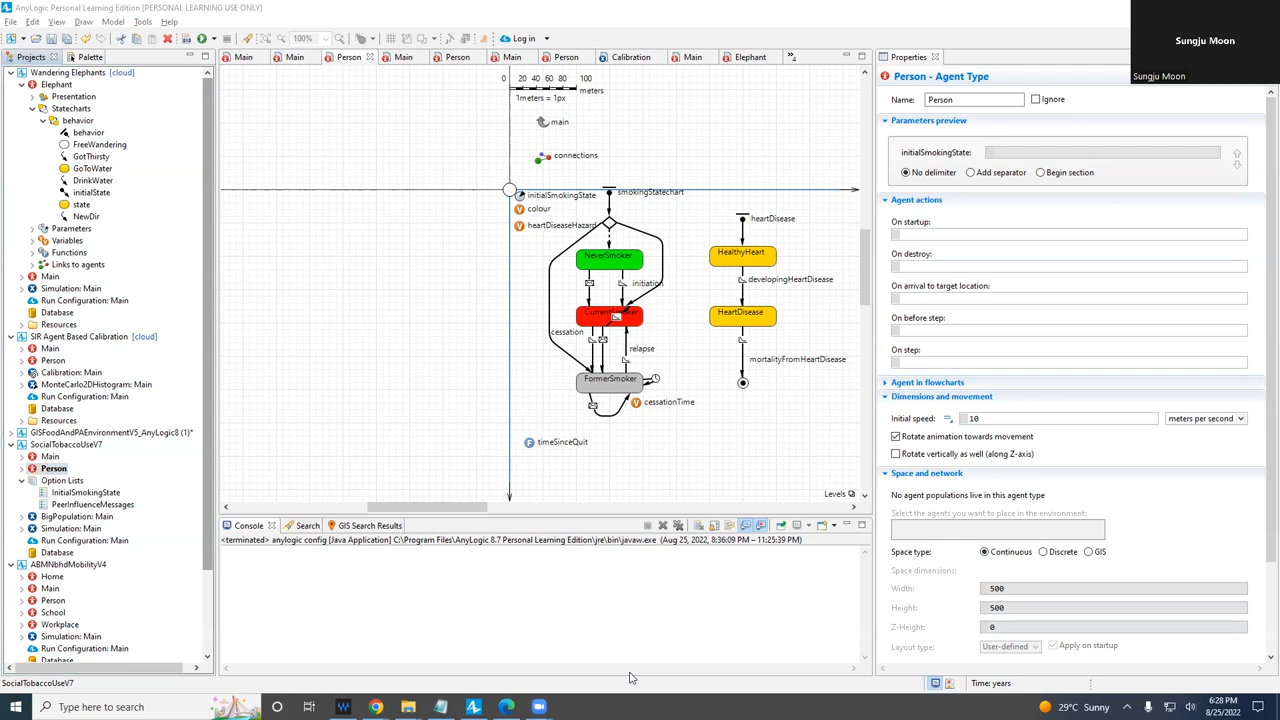 AnyLogic Personal Learning Edition [PERSONAL LEARNING USE ONLY]
File Edit View Draw Model Tools Help
100% Log in
Projects Palette
Wandering Elephants [cloud]
Elephant
Presentation
Statecharts
behavior
behavior
FreeWandering
GotThirsty
GoToWater
DrinkWater
initialState
state
NewDir
Parameters
Variables
Functions
Links to agents
Main
Simulation: Main
Run Configuration: Main
Database
Resources
SIR Agent Based Calibration [cloud]
Main
Person
Calibration: Main
MonteCarlo2DHistogram: Main
Run Configuration: Main
Database
Resources
GISFoodAndPAEnvironmentV5_AnyLogic8 (1)*
SocialTobaccoUseV7
Main
Person
Option Lists
InitialSmokingState
PeerInfluenceMessages
BigPopulation: Main
Simulation: Main
Run Configuration: Main
Database
ABMNbhdMobilityV4
Home
Main
Person
School
Workplace
Simulation: Main
Run Configuration: Main
Database
SocialTobaccoUseV7
Main Main Person Main Person Main Person Calibration Main Elephant
0 20 40 60 80 100
meters
1meters = 1px
main
connections
initialSmokingState
smokingStatechart
colour
heartDiseaseHazard
heartDisease
NeverSmoker
HealthyHeart
initiation
developingHeartDisease
CurrentSmoker
HeartDisease
cessation
relapse
mortalityFromHeartDisease
FormerSmoker
cessationTime
timeSinceQuit
Levels
Console Search GIS Search Results
<terminated> anylogic config [Java Application] C:\Program Files\AnyLogic 8.7 Personal Learning Edition\jre\bin\javaw.exe (Aug 25, 2022, 8:36:09 PM – 11:25:39 PM)
Sungju Moon
Sungju Moon
Properties
Person - Agent Type
Name: Person Ignore
Parameters preview
initialSmokingState:
No delimiter Add separator Begin section
Agent actions
On startup:
On destroy:
On arrival to target location:
On before step:
On step:
Agent in flowcharts
Dimensions and movement
Initial speed: 10 meters per second
Rotate animation towards movement
Rotate vertically as well (along Z-axis)
Space and network
No agent populations live in this agent type
Select the agents you want to place in the environment:
Space type: Continuous Discrete GIS
Space dimensions:
Width: 500
Height: 500
Z-Height: 0
Layout type: User-defined Apply on startup
Time: years
Type here to search
29°C Sunny
6:28 PM
8/25/2022